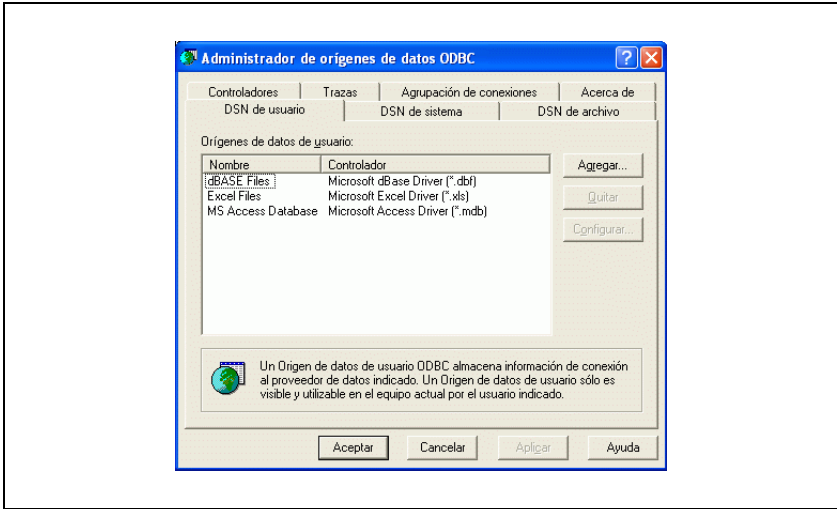 Administrador de orígenes de datos ODBC
Controladores Trazas Agrupación de conexiones Acerca de
DSN de usuario DSN de sistema DSN de archivo
Orígenes de datos de usuario:
Nombre Controlador
dBASE Files Microsoft dBase Driver (*.dbf)
Excel Files Microsoft Excel Driver (*.xls)
MS Access Database Microsoft Access Driver (*.mdb)
Agregar...
Quitar
Configurar...
Un Origen de datos de usuario ODBC almacena información de conexión
al proveedor de datos indicado. Un Origen de datos de usuario sólo es
visible y utilizable en el equipo actual por el usuario indicado.
Aceptar Cancelar Aplicar Ayuda